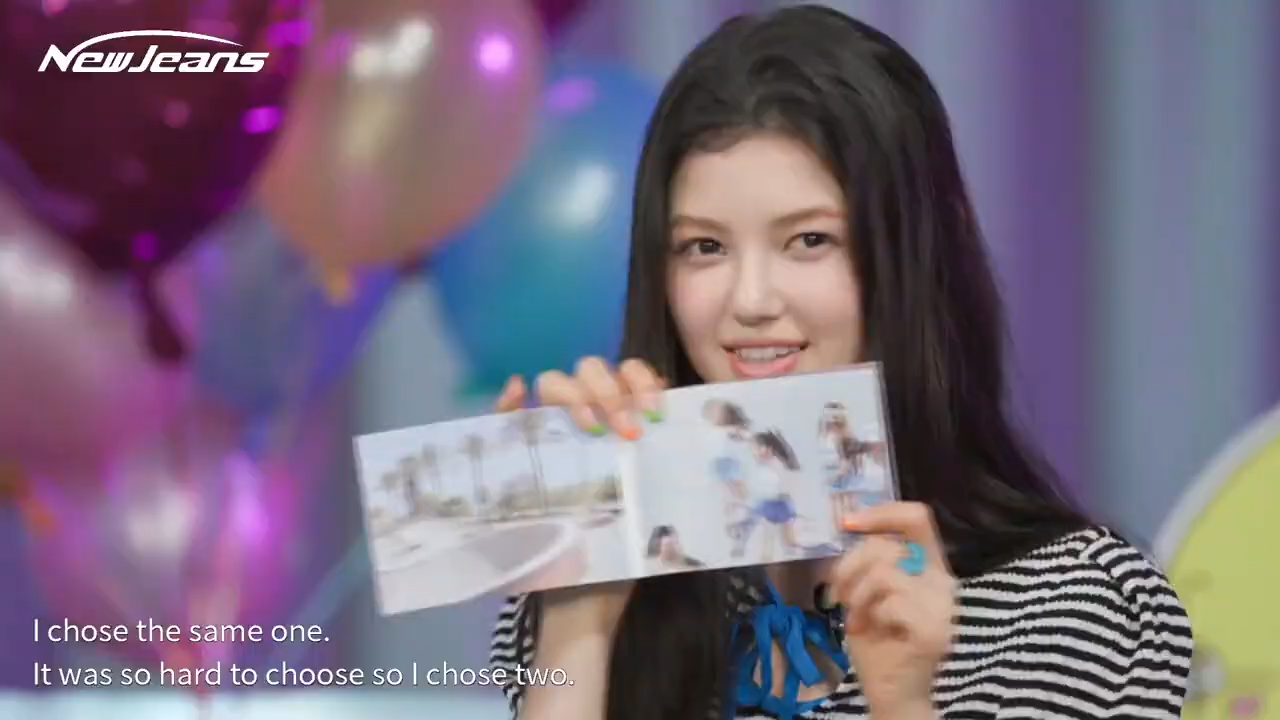 NewJeans
I chose the same one.
It was so hard to choose so I chose two.